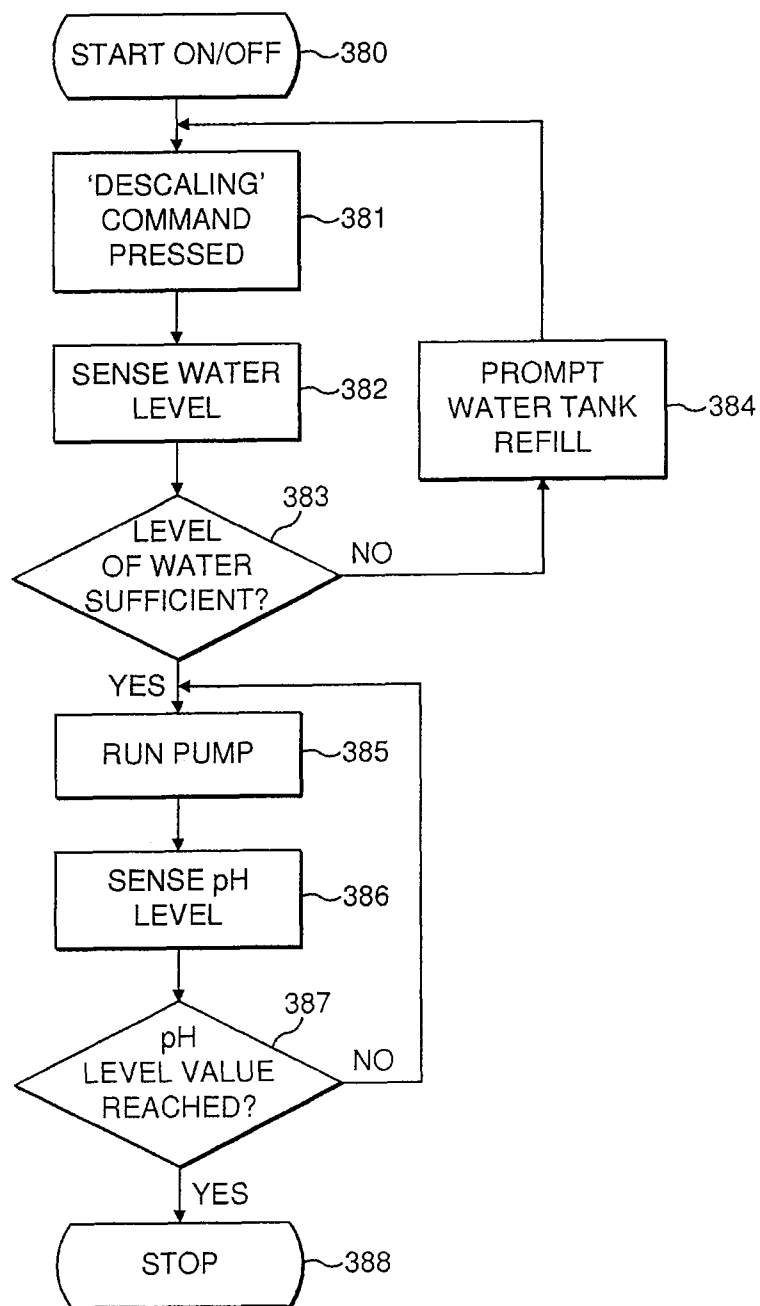 START ON/OFF
380
'DESCALING'
COMMAND
PRESSED
381
SENSE WATER
LEVEL
382
PROMPT
WATER TANK
REFILL
384
383
LEVEL
OF WATER
SUFFICIENT?
NO
YES
RUN PUMP
385
SENSE pH
LEVEL
386
387
pH
LEVEL VALUE
REACHED?
NO
YES
STOP
388